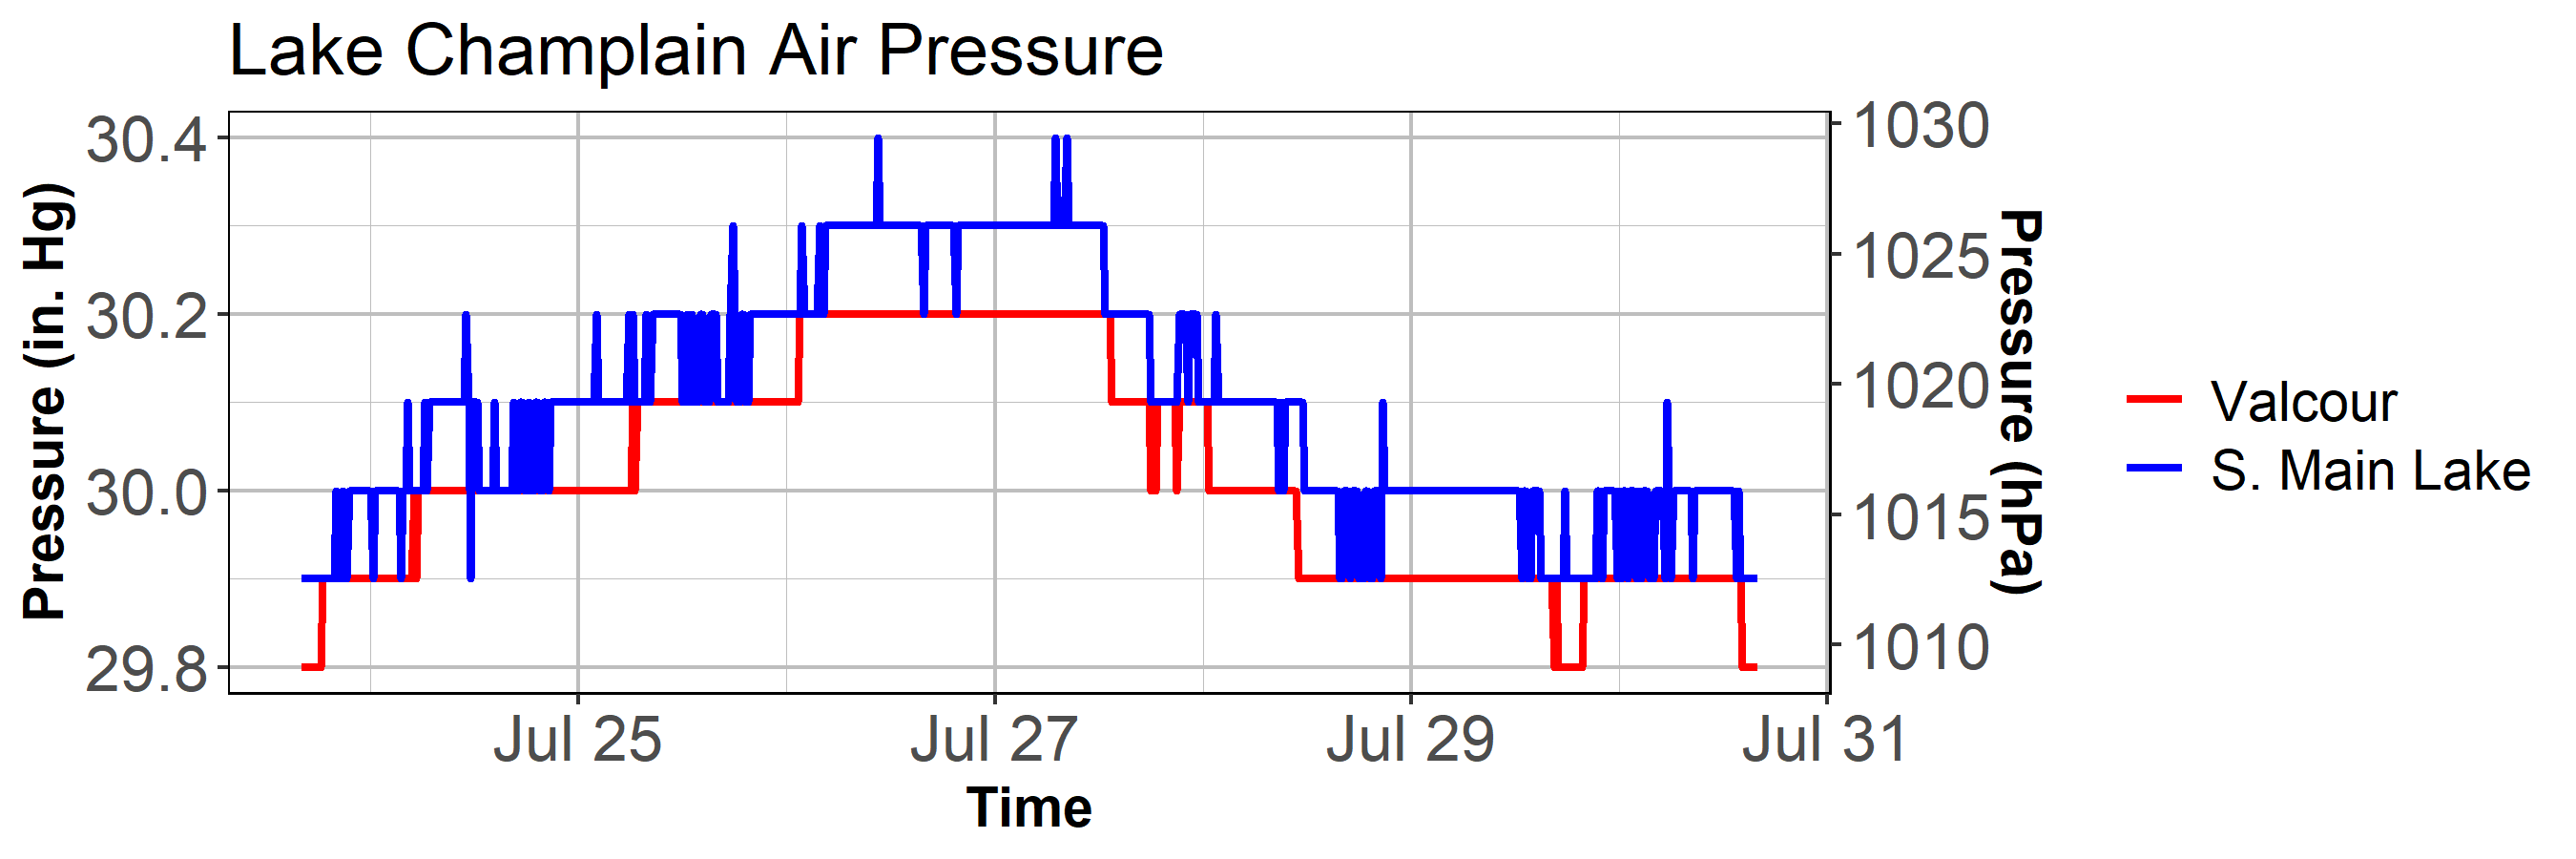 Lake Champlain Air Pressure
Pressure (in. Hg)
30.4
30.2
30.0
29.8
1030
1025
1020
1015
1010
Pressure (hPa)
Jul 25
Jul 27
Jul 29
Jul 31
Time
Valcour
S. Main Lake